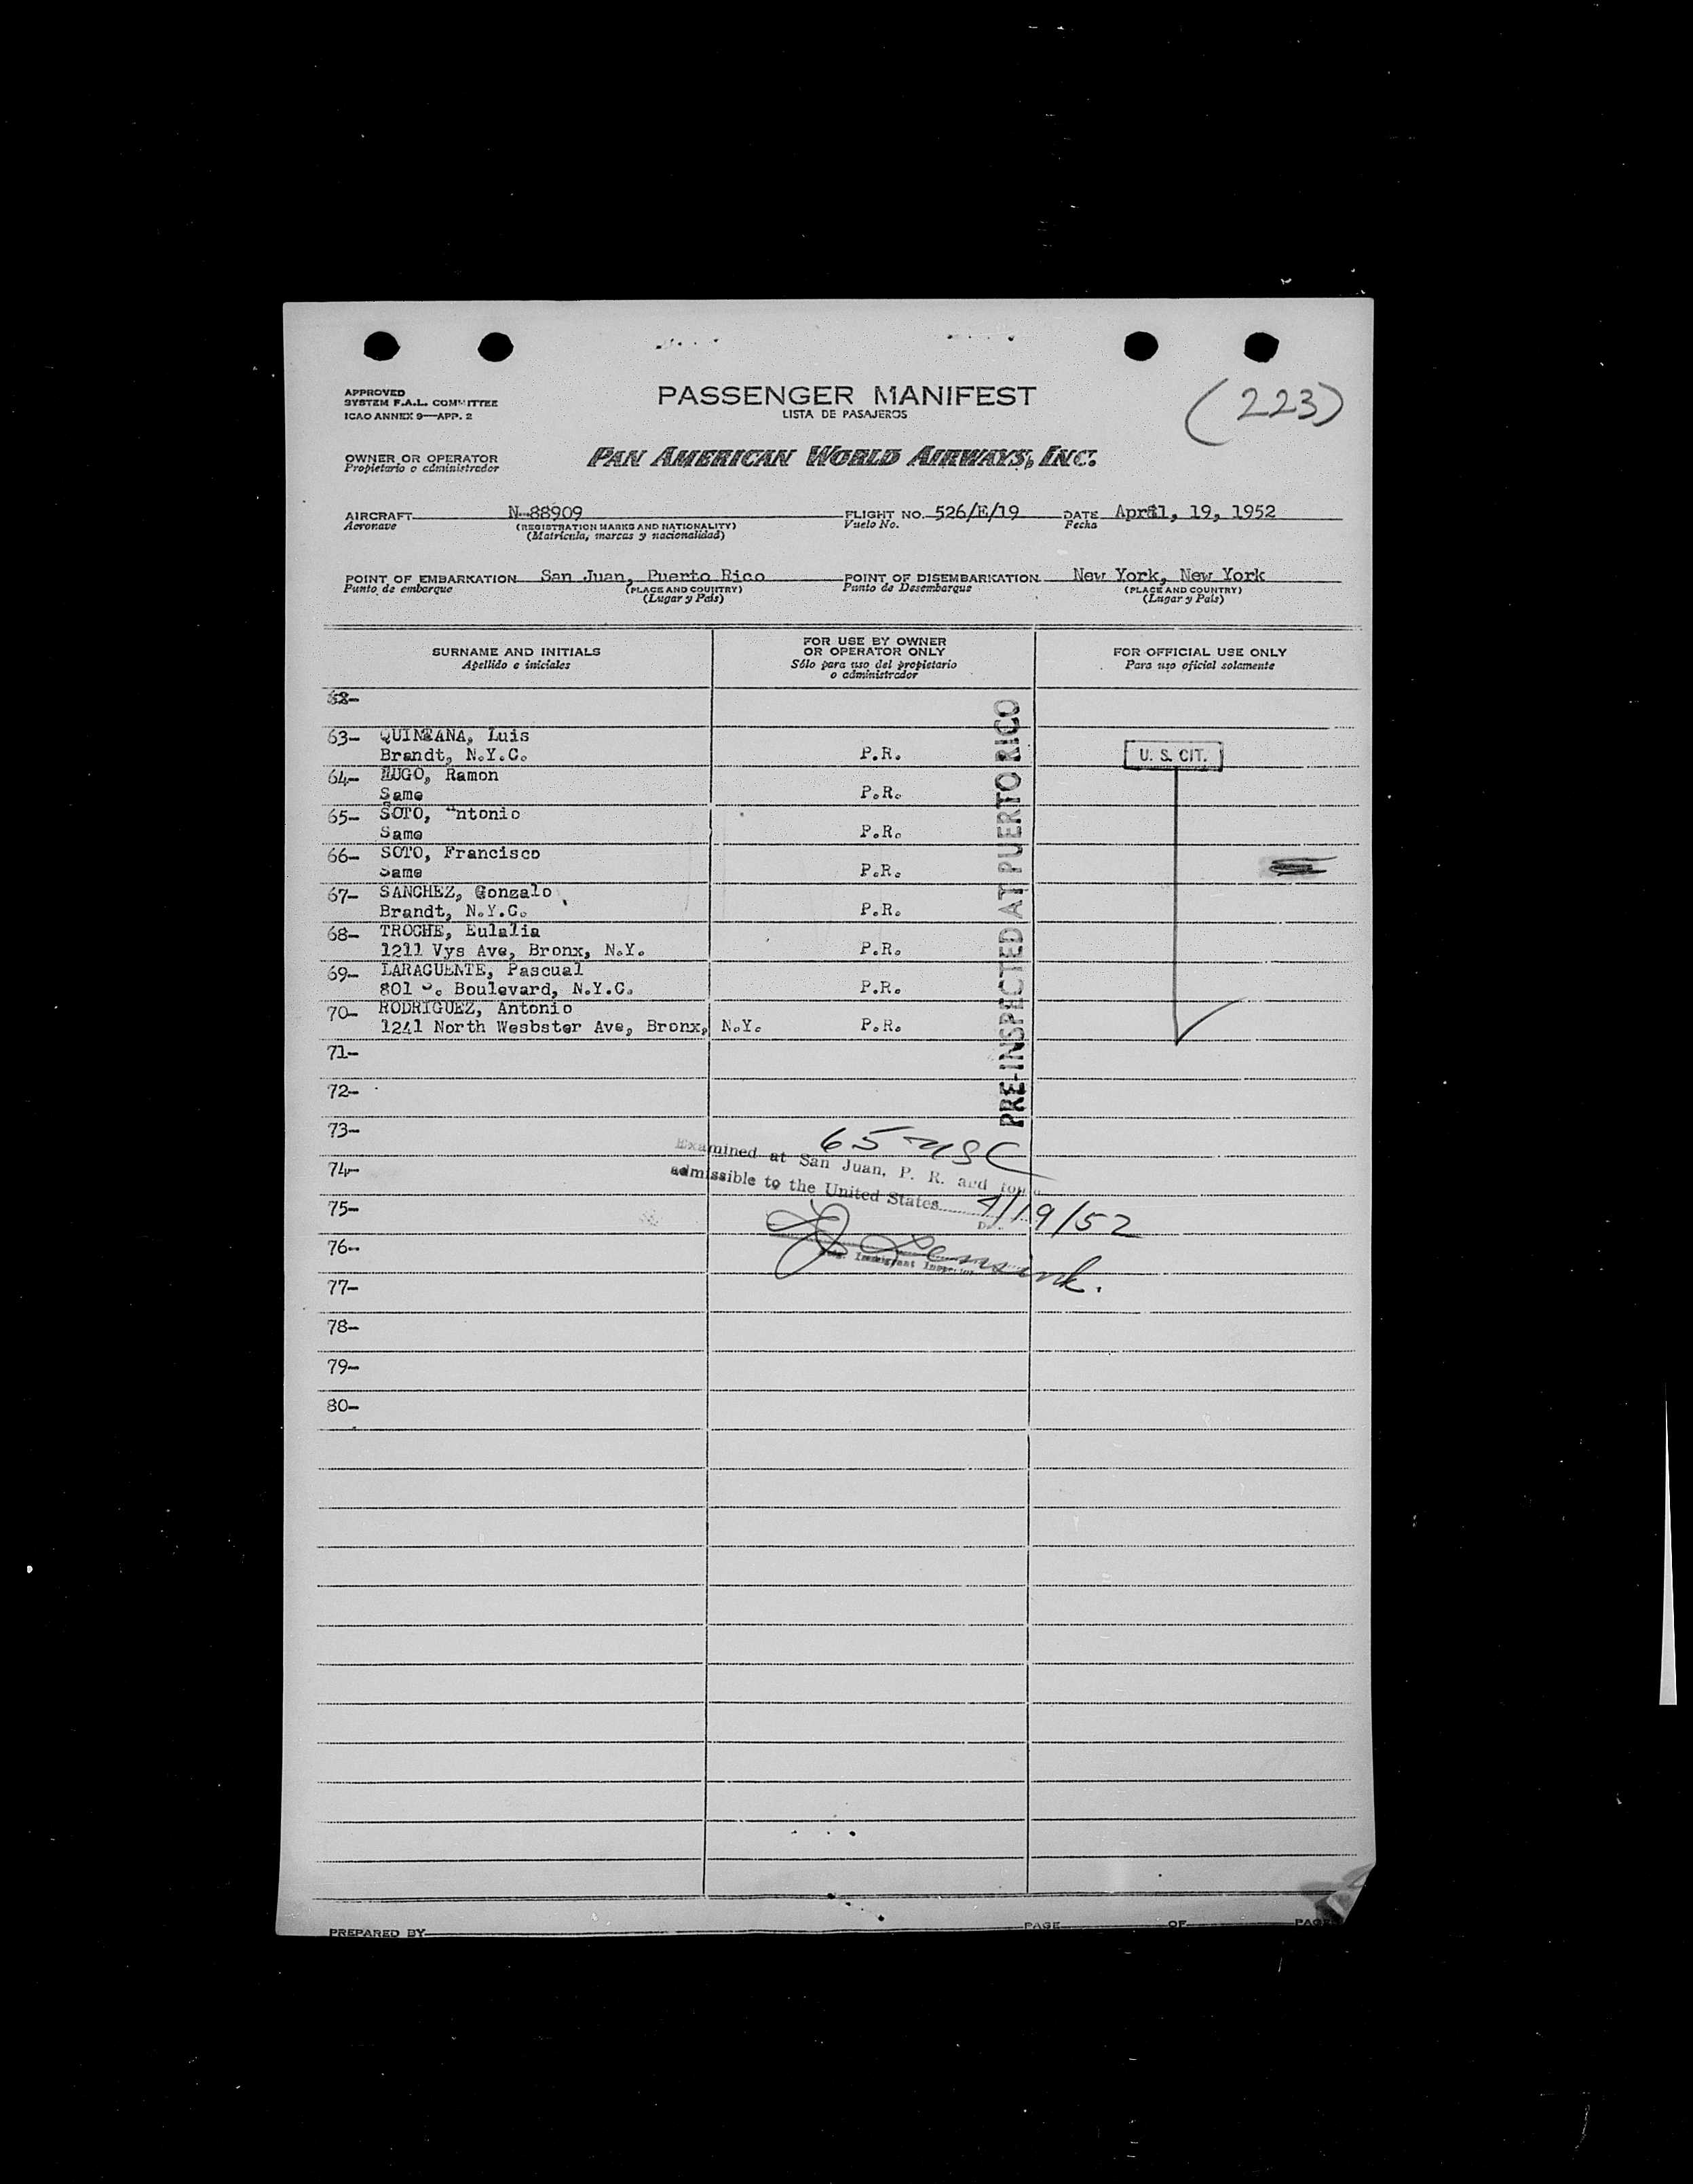 (223)
APPROVED
SYSTEM F.A.L. COMMITTEE
ICAO ANNEX 9—APP. 2
PASSENGER MANIFEST
LISTA DE PASAJEROS
OWNER OR OPERATOR
Propietario o administrador
PAN AMERICAN WORLD AIRWAYS, INC.
AIRCRAFT N-88909 FLIGHT NO. 526/E/19 DATE April, 19, 1952
Aeronave (REGISTRATION MARKS AND NATIONALITY) Vuelo No. Fecha
(Matrícula, marcas y nacionalidad)
POINT OF EMBARKATION San Juan, Puerto Rico POINT OF DISEMBARKATION New York, New York
Punto de embarque (PLACE AND COUNTRY) Punto de Desembarque (PLACE AND COUNTRY)
(Lugar y País) (Lugar y País)
SURNAME AND INITIALS
Apellido e iniciales
FOR USE BY OWNER
OR OPERATOR ONLY
Sólo para uso del propietario
o administrador
FOR OFFICIAL USE ONLY
Para uso oficial solamente
62-
63- QUINTANA, Luis
Brandt, N.Y.C. P.R. U. S. CIT.
64- LUGO, Ramon
Same P.R.
65- SOTO, Antonio
Same P.R.
66- SOTO, Francisco
Same P.R.
67- SANCHEZ, Gonzalo
Brandt, N.Y.C. P.R.
68- TROCHE, Eulalia
1211 Vys Ave, Bronx, N.Y. P.R.
69- LARACUENTE, Pascual
801 So Boulevard, N.Y.C. P.R.
70- RODRIGUEZ, Antonio
1241 North Wesbster Ave, Bronx, N.Y. P.R.
PRE-INSPECTED AT PUERTO RICO
71-
72-
73-
74-
75-
76-
77-
78-
79-
80-
65 USC
Examined at San Juan, P. R. and found
admissible to the United States 4/19/52
Immigrant Inspector
PREPARED BY PAGE OF PAGES